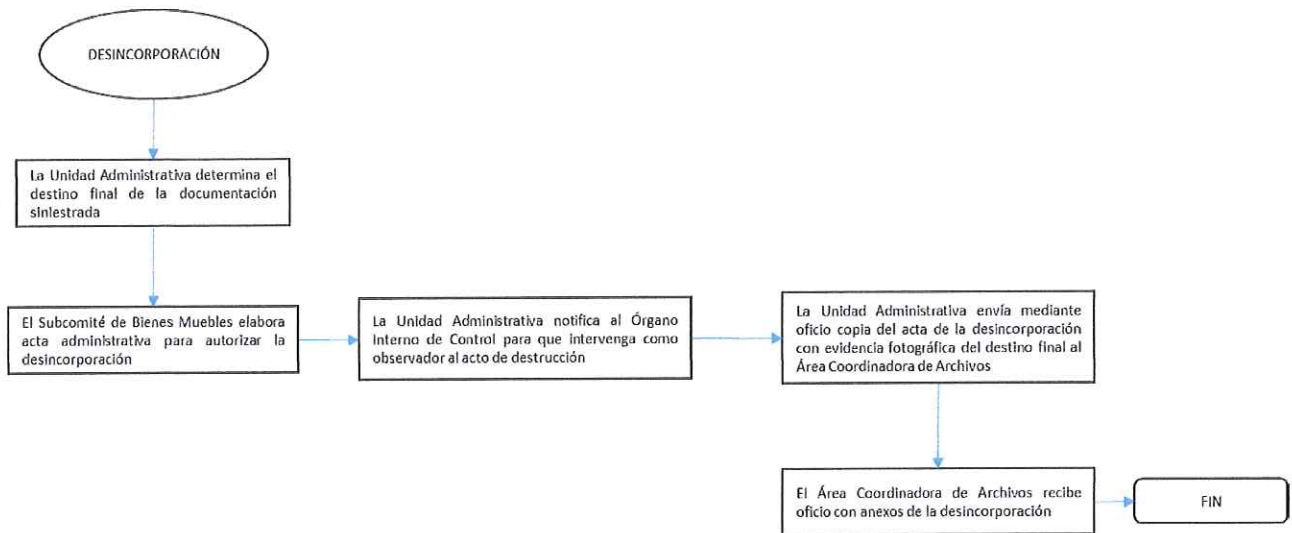 DESINCORPORACIÓN
La Unidad Administrativa determina el
destino final de la documentación
siniestrada
El Subcomité de Bienes Muebles elabora
acta administrativa para autorizar la
desincorporación
La Unidad Administrativa notifica al Órgano
Interno de Control para que intervenga como
observador al acto de destrucción
La Unidad Administrativa envía mediante
oficio copia del acta de la desincorporación
con evidencia fotográfica del destino final al
Área Coordinadora de Archivos
El Área Coordinadora de Archivos recibe
oficio con anexos de la desincorporación
FIN